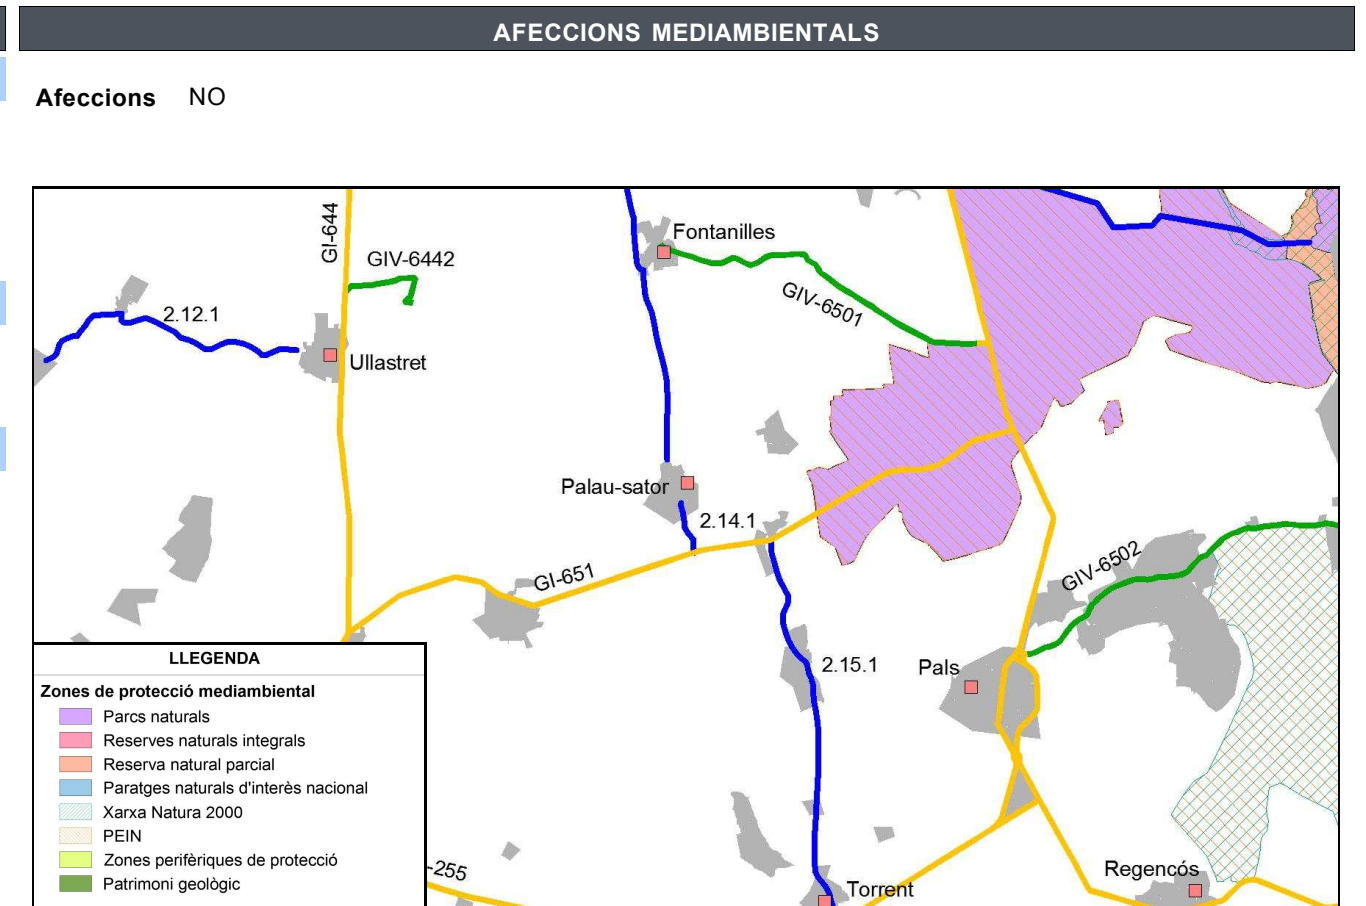 AFECCIONS MEDIAMBIENTALS
Afeccions NO
GI-644
GIV-6442
2.12.1
Ullastret
Fontanilles
GIV-6501
Palau-sator
2.14.1
GI-651
GIV-6502
2.15.1
Pals
-255
Torrent
Regencós
LLEGENDA
Zones de protecció mediambiental
Parcs naturals
Reserves naturals integrals
Reserva natural parcial
Paratges naturals d'interès nacional
Xarxa Natura 2000
PEIN
Zones perifèriques de protecció
Patrimoni geològic